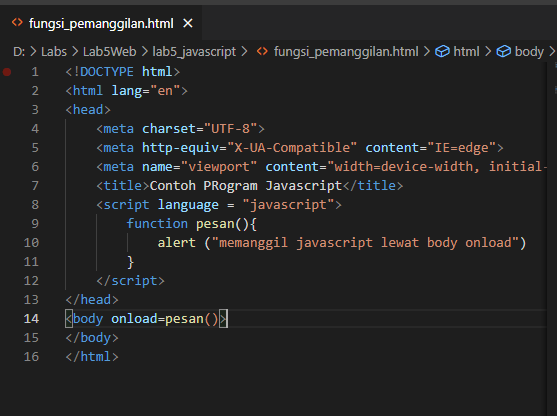 fungsi_pemanggilan.html
D: > Labs > Lab5Web > lab5_javascript > fungsi_pemanggilan.html > html > body >
1 <!DOCTYPE html>
2 <html lang="en">
3 <head>
4 <meta charset="UTF-8">
5 <meta http-equiv="X-UA-Compatible" content="IE=edge">
6 <meta name="viewport" content="width=device-width, initial-
7 <title>Contoh PRogram Javascript</title>
8 <script language = "javascript">
9 function pesan(){
10 alert ("memanggil javascript lewat body onload")
11 }
12 </script>
13 </head>
14 <body onload=pesan()>
15 </body>
16 </html>